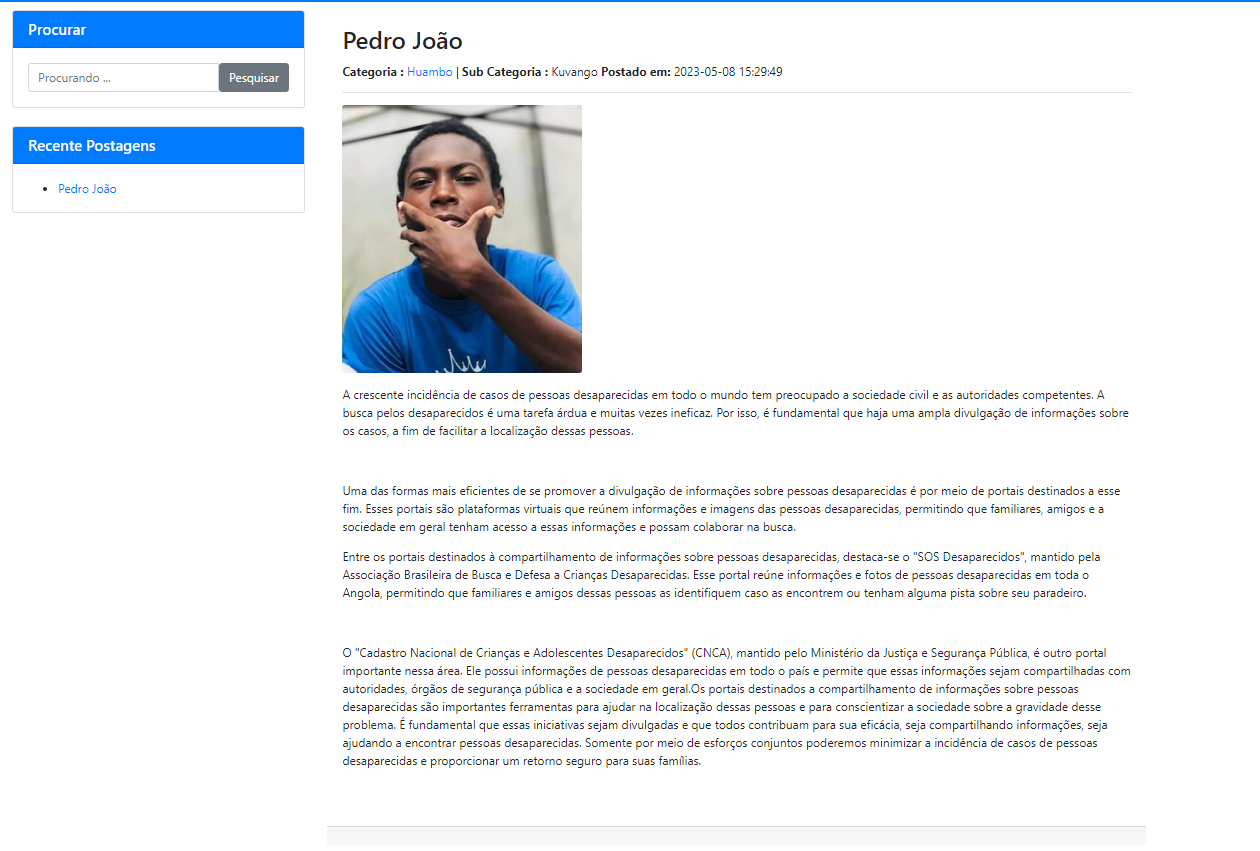 Procurar
Procurando ...
Pesquisar
Recente Postagens
Pedro João
Pedro João
Categoria : Huambo | Sub Categoria : Kuvango Postado em: 2023-05-08 15:29:49
A crescente incidência de casos de pessoas desaparecidas em todo o mundo tem preocupado a sociedade civil e as autoridades competentes. A
busca pelos desaparecidos é uma tarefa árdua e muitas vezes ineficaz. Por isso, é fundamental que haja uma ampla divulgação de informações sobre
os casos, a fim de facilitar a localização dessas pessoas.
Uma das formas mais eficientes de se promover a divulgação de informações sobre pessoas desaparecidas é por meio de portais destinados a esse
fim. Esses portais são plataformas virtuais que reúnem informações e imagens das pessoas desaparecidas, permitindo que familiares, amigos e a
sociedade em geral tenham acesso a essas informações e possam colaborar na busca.
Entre os portais destinados à compartilhamento de informações sobre pessoas desaparecidas, destaca-se o "SOS Desaparecidos", mantido pela
Associação Brasileira de Busca e Defesa a Crianças Desaparecidas. Esse portal reúne informações e fotos de pessoas desaparecidas em toda o
Angola, permitindo que familiares e amigos dessas pessoas as identifiquem caso as encontrem ou tenham alguma pista sobre seu paradeiro.
O "Cadastro Nacional de Crianças e Adolescentes Desaparecidos" (CNCA), mantido pelo Ministério da Justiça e Segurança Pública, é outro portal
importante nessa área. Ele possui informações de pessoas desaparecidas em todo o país e permite que essas informações sejam compartilhadas com
autoridades, órgãos de segurança pública e a sociedade em geral.Os portais destinados a compartilhamento de informações sobre pessoas
desaparecidas são importantes ferramentas para ajudar na localização dessas pessoas e para conscientizar a sociedade sobre a gravidade desse
problema. É fundamental que essas iniciativas sejam divulgadas e que todos contribuam para sua eficácia, seja compartilhando informações, seja
ajudando a encontrar pessoas desaparecidas. Somente por meio de esforços conjuntos poderemos minimizar a incidência de casos de pessoas
desaparecidas e proporcionar um retorno seguro para suas famílias.